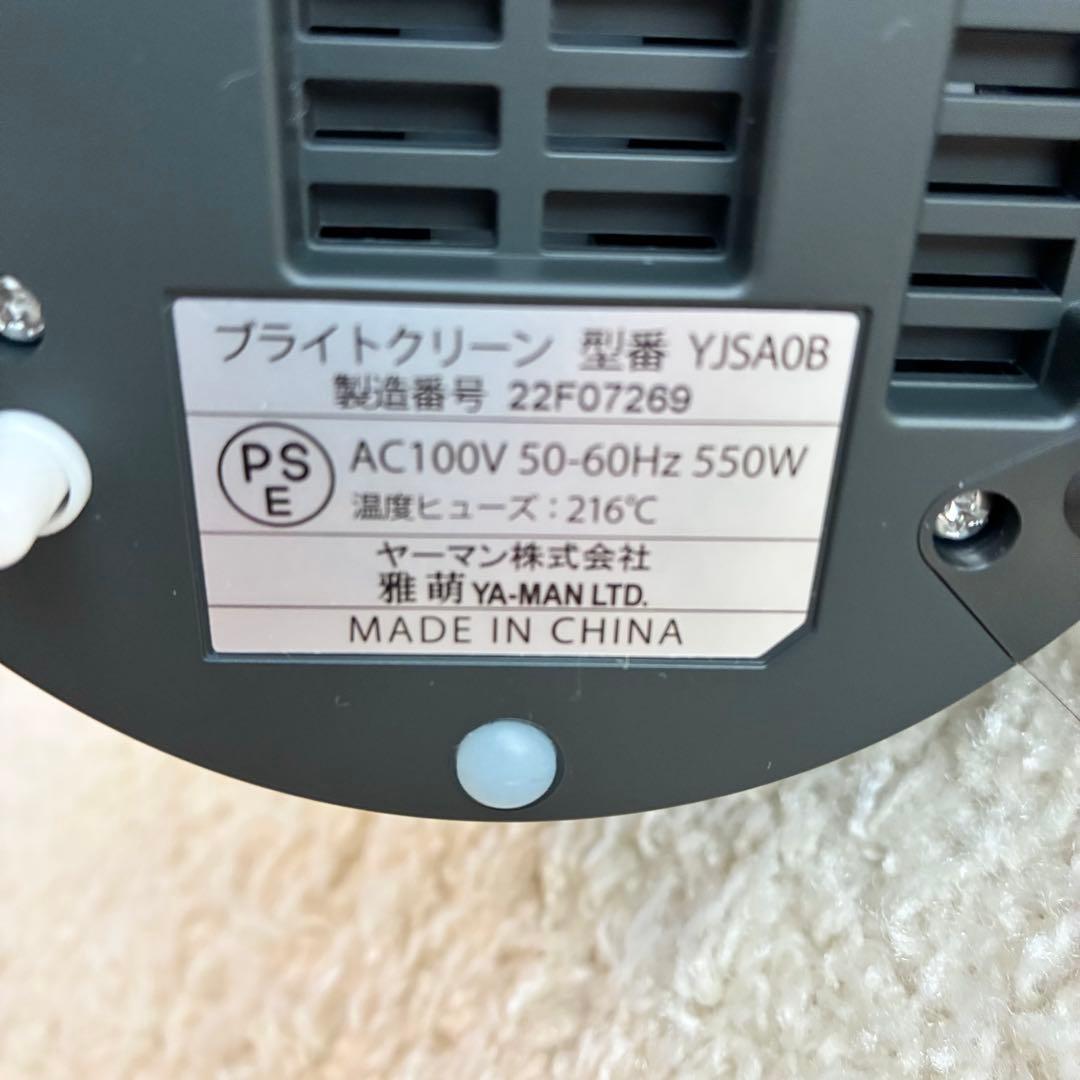 ブライトクリーン 型番 YJSA0B
製造番号 22F07269
PSE AC100V 50-60Hz 550W
温度ヒューズ：216℃
ヤーマン株式会社
雅萌 YA-MAN LTD.
MADE IN CHINA